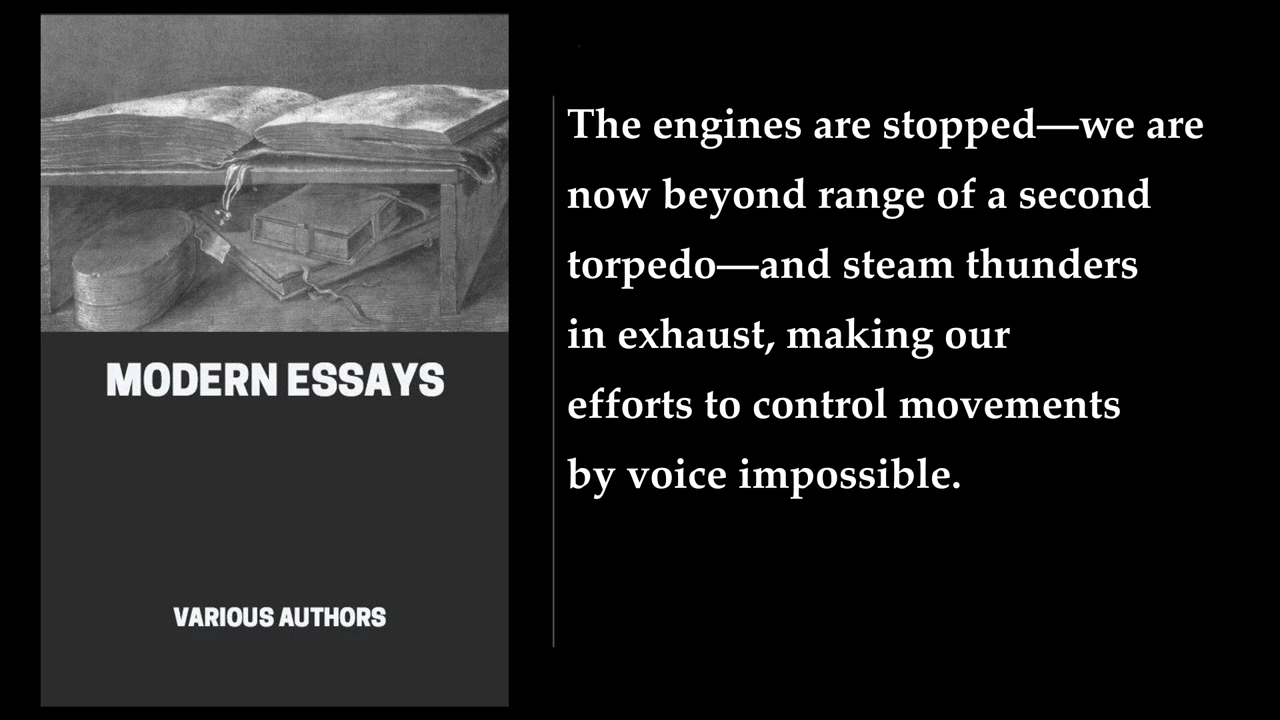 MODERN ESSAYS
VARIOUS AUTHORS
The engines are stopped—we are
now beyond range of a second
torpedo—and steam thunders
in exhaust, making our
efforts to control movements
by voice impossible.